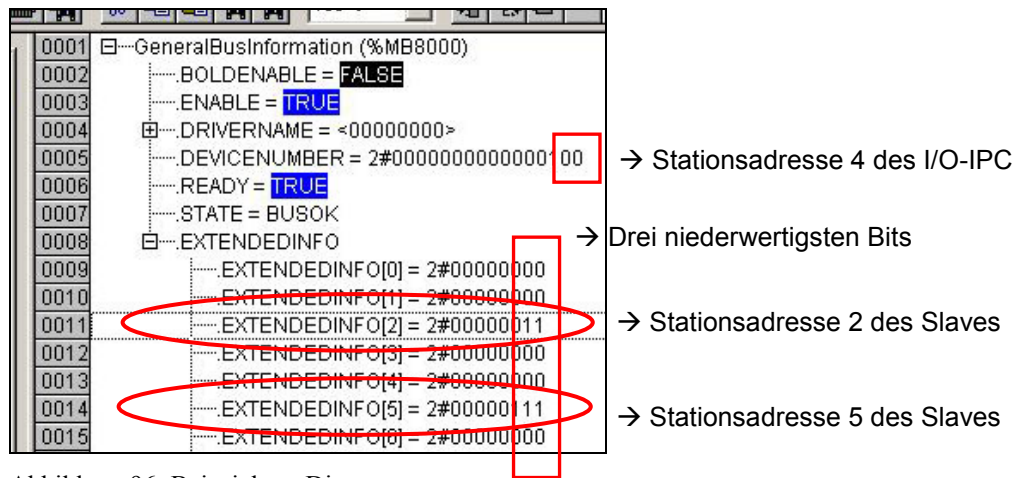 0001 GeneralBusInformation (%MB8000)
0002 .BOLDENABLE = FALSE
0003 .ENABLE = TRUE
0004 .DRIVERNAME = <00000000>
0005 .DEVICENUMBER = 2#0000000000000100 → Stationsadresse 4 des I/O-IPC
0006 .READY = TRUE
0007 .STATE = BUSOK
0008 .EXTENDEDINFO → Drei niederwertigsten Bits
0009 .EXTENDEDINFO[0] = 2#00000000
0010 .EXTENDEDINFO[1] = 2#00000000
0011 .EXTENDEDINFO[2] = 2#00000011 → Stationsadresse 2 des Slaves
0012 .EXTENDEDINFO[3] = 2#00000000
0013 .EXTENDEDINFO[4] = 2#00000000
0014 .EXTENDEDINFO[5] = 2#00000111 → Stationsadresse 5 des Slaves
0015 .EXTENDEDINFO[6] = 2#00000000